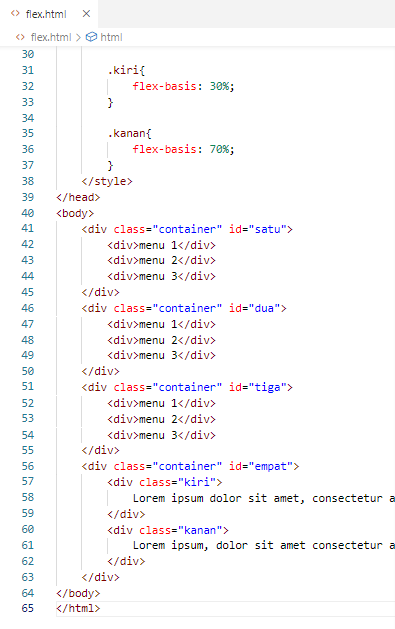 flex.html
flex.html > html
30
31 .kiri{
32 flex-basis: 30%;
33 }
34
35 .kanan{
36 flex-basis: 70%;
37 }
38 </style>
39 </head>
40 <body>
41 <div class="container" id="satu">
42 <div>menu 1</div>
43 <div>menu 2</div>
44 <div>menu 3</div>
45 </div>
46 <div class="container" id="dua">
47 <div>menu 1</div>
48 <div>menu 2</div>
49 <div>menu 3</div>
50 </div>
51 <div class="container" id="tiga">
52 <div>menu 1</div>
53 <div>menu 2</div>
54 <div>menu 3</div>
55 </div>
56 <div class="container" id="empat">
57 <div class="kiri">
58 Lorem ipsum dolor sit amet, consectetur a
59 </div>
60 <div class="kanan">
61 Lorem ipsum, dolor sit amet consectetur a
62 </div>
63 </div>
64 </body>
65 </html>